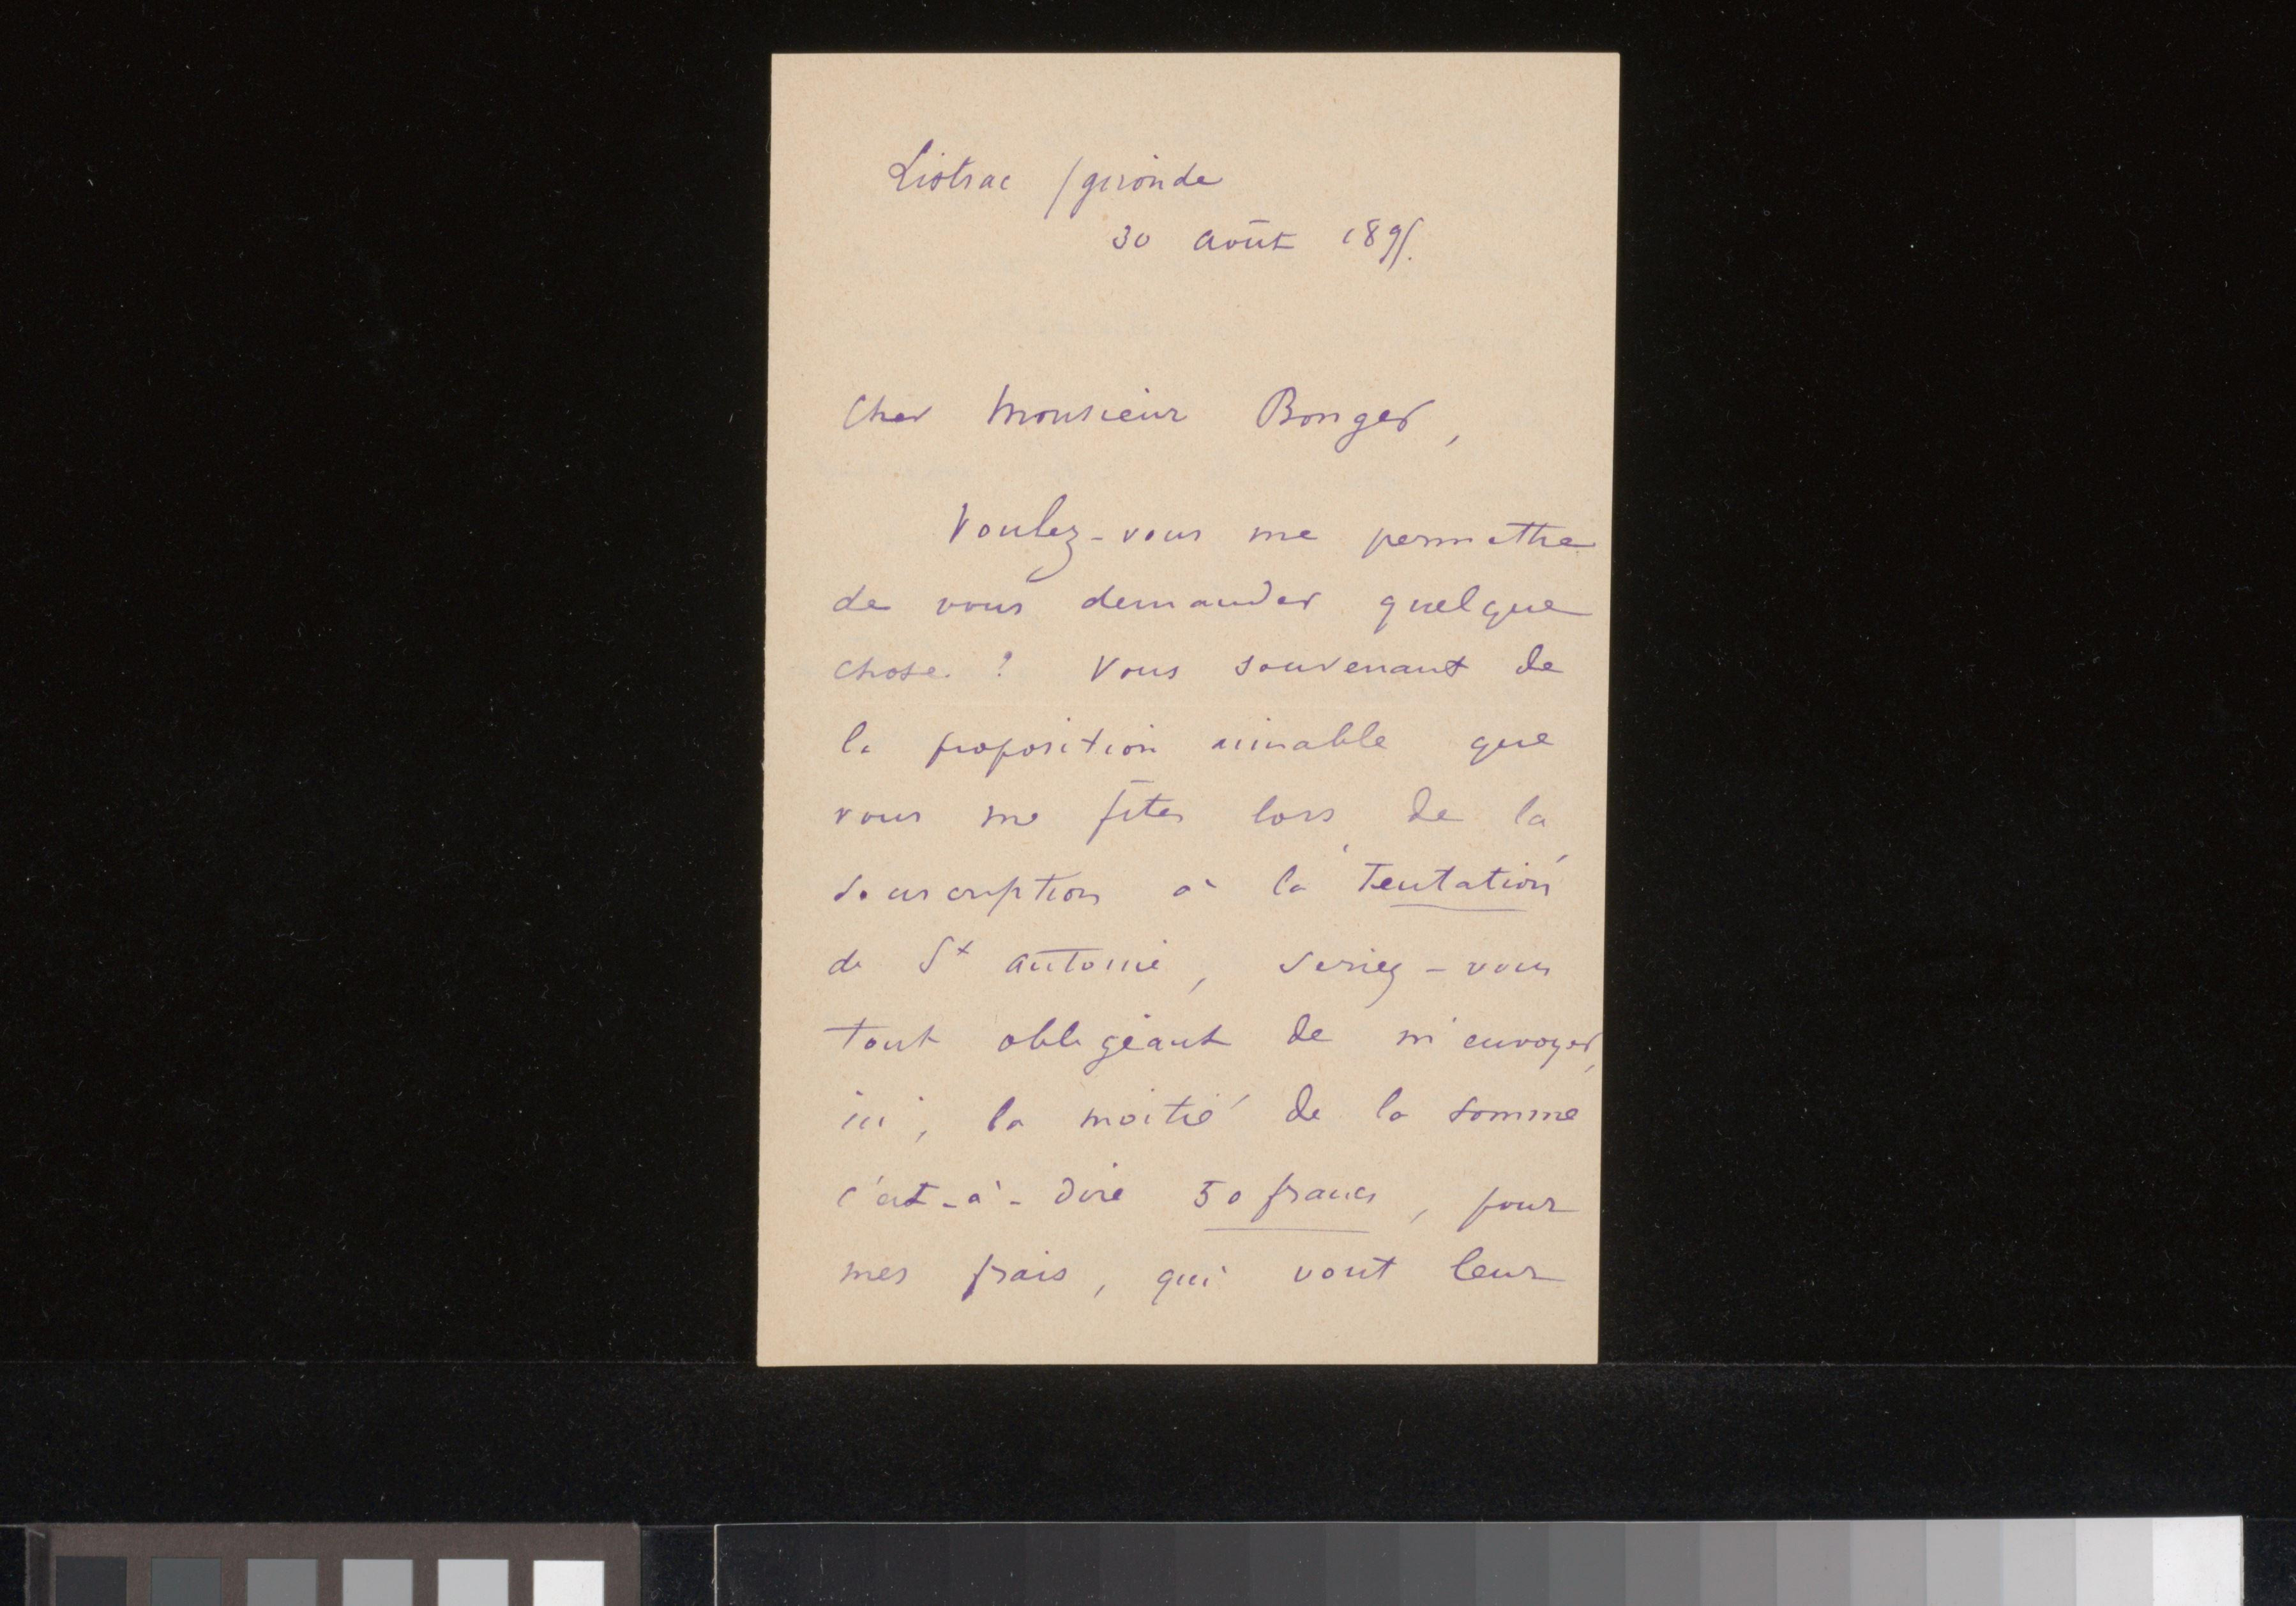 Listrac / gironde
30 août 1895.
Cher Monsieur Bonger,
Voulez-vous me permettre
de vous demander quelque
chose ? Vous souvenant de
la proposition aimable que
vous me fîtes lors de la
souscription à la "Tentation"
de St antoine, seriez-vous
tout obligeant de m'envoyer,
ici, la moitié de la somme
c'est-à-dire 50 francs, pour
mes frais, qui vont leur